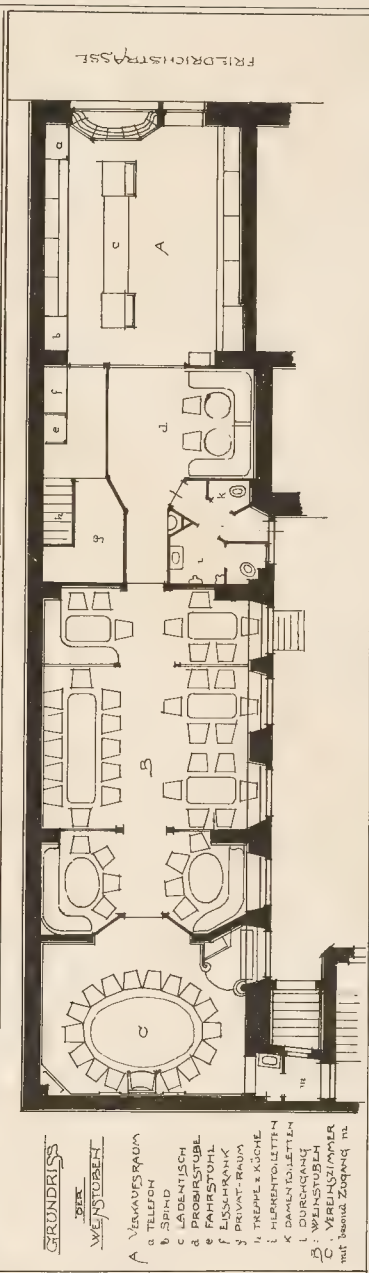 FRIEDRICHSTRASSE
GRUNDRISS
DER
WEINSTUBEN
A VERKAUFSRAUM
a TELEFON
b SPIND
c LADENTISCH
d PROBIRSTUBE
e FAHRSTUHL
f EISSCHRANK
g PRIVAT-RAUM
h TREPPE z KÜCHE
i HERRENTOILETTEN
K DAMENTOILETTEN
l DURCHGANG
B: WEINSTUBEN
C. VEREINSZIMMER
mit besond ZUGANG m
a
b
c
A
f
e
d
h
g
k
B
C
m